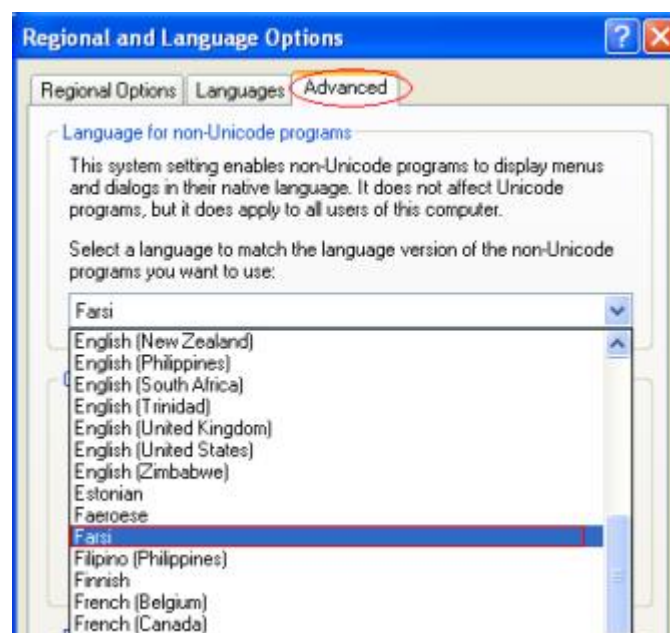 Regional and Language Options
Regional Options Languages Advanced
Language for non-Unicode programs
This system setting enables non-Unicode programs to display menus
and dialogs in their native language. It does not affect Unicode
programs, but it does apply to all users of this computer.
Select a language to match the language version of the non-Unicode
programs you want to use:
Farsi
English (New Zealand)
English (Philippines)
English (South Africa)
English (Trinidad)
English (United Kingdom)
English (United States)
English (Zimbabwe)
Estonian
Faeroese
Farsi
Filipino (Philippines)
Finnish
French (Belgium)
French (Canada)